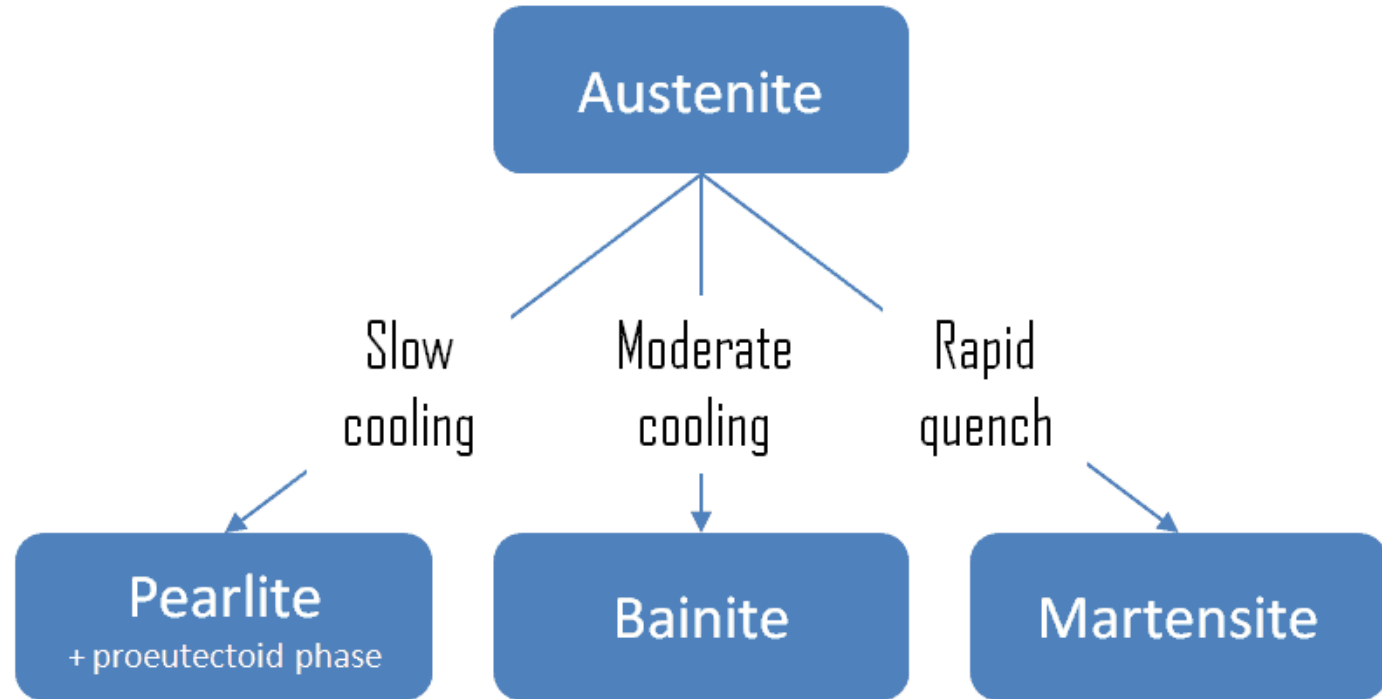 Austenite
Slow
cooling
Moderate
cooling
Rapid
quench
Pearlite
+ proeutectoid phase
Bainite
Martensite